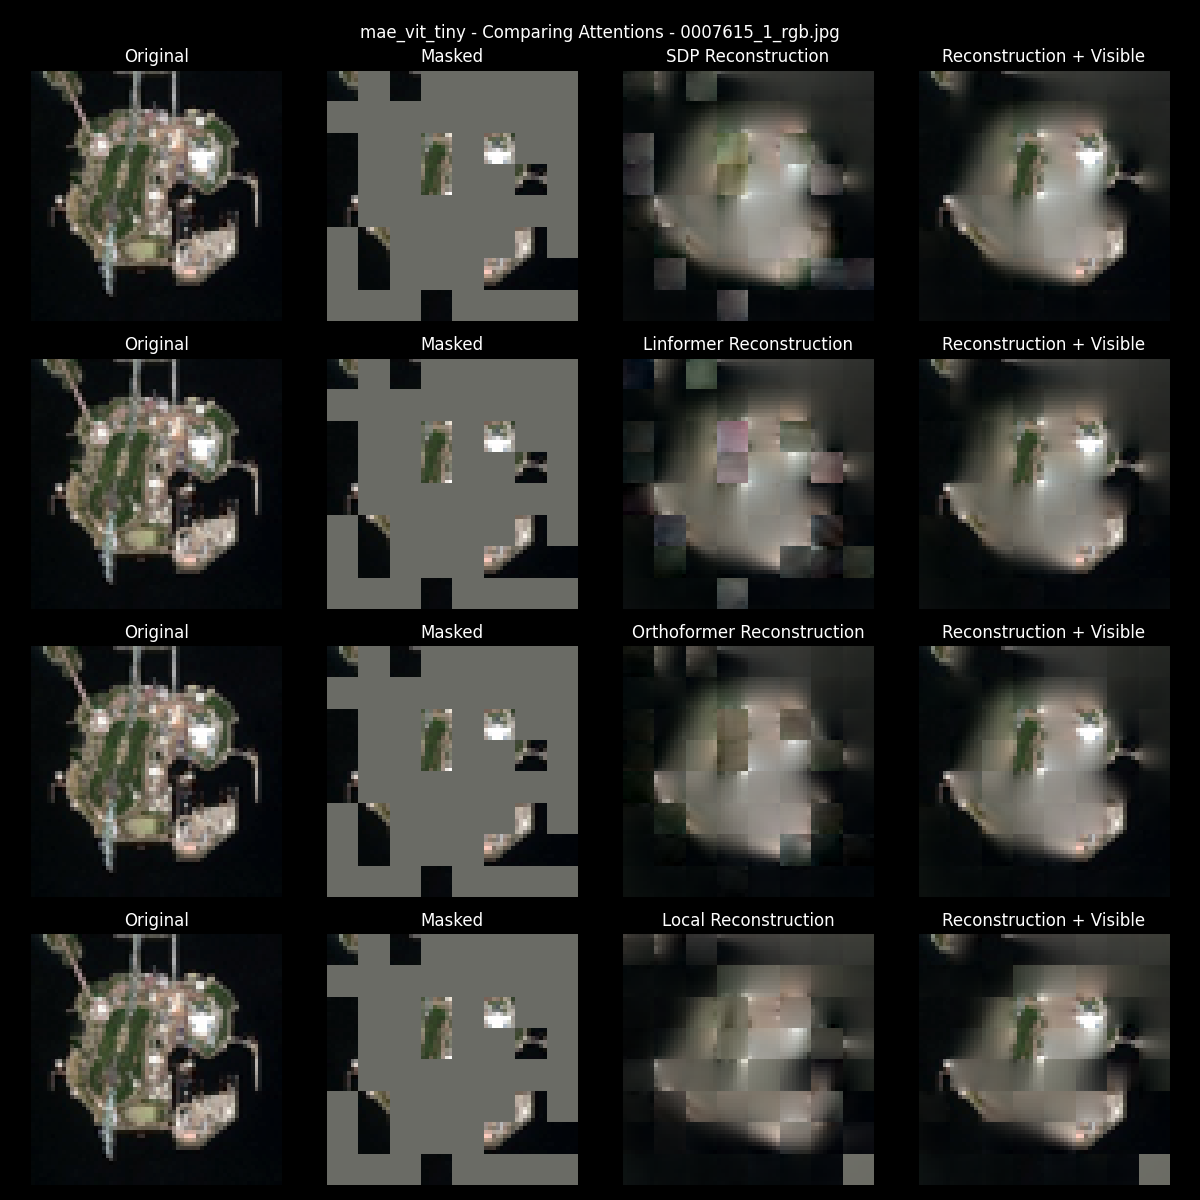 mae_vit_tiny - Comparing Attentions - 0007615_1_rgb.jpg
Original Masked SDP Reconstruction Reconstruction + Visible
Original Masked Linformer Reconstruction Reconstruction + Visible
Original Masked Orthoformer Reconstruction Reconstruction + Visible
Original Masked Local Reconstruction Reconstruction + Visible